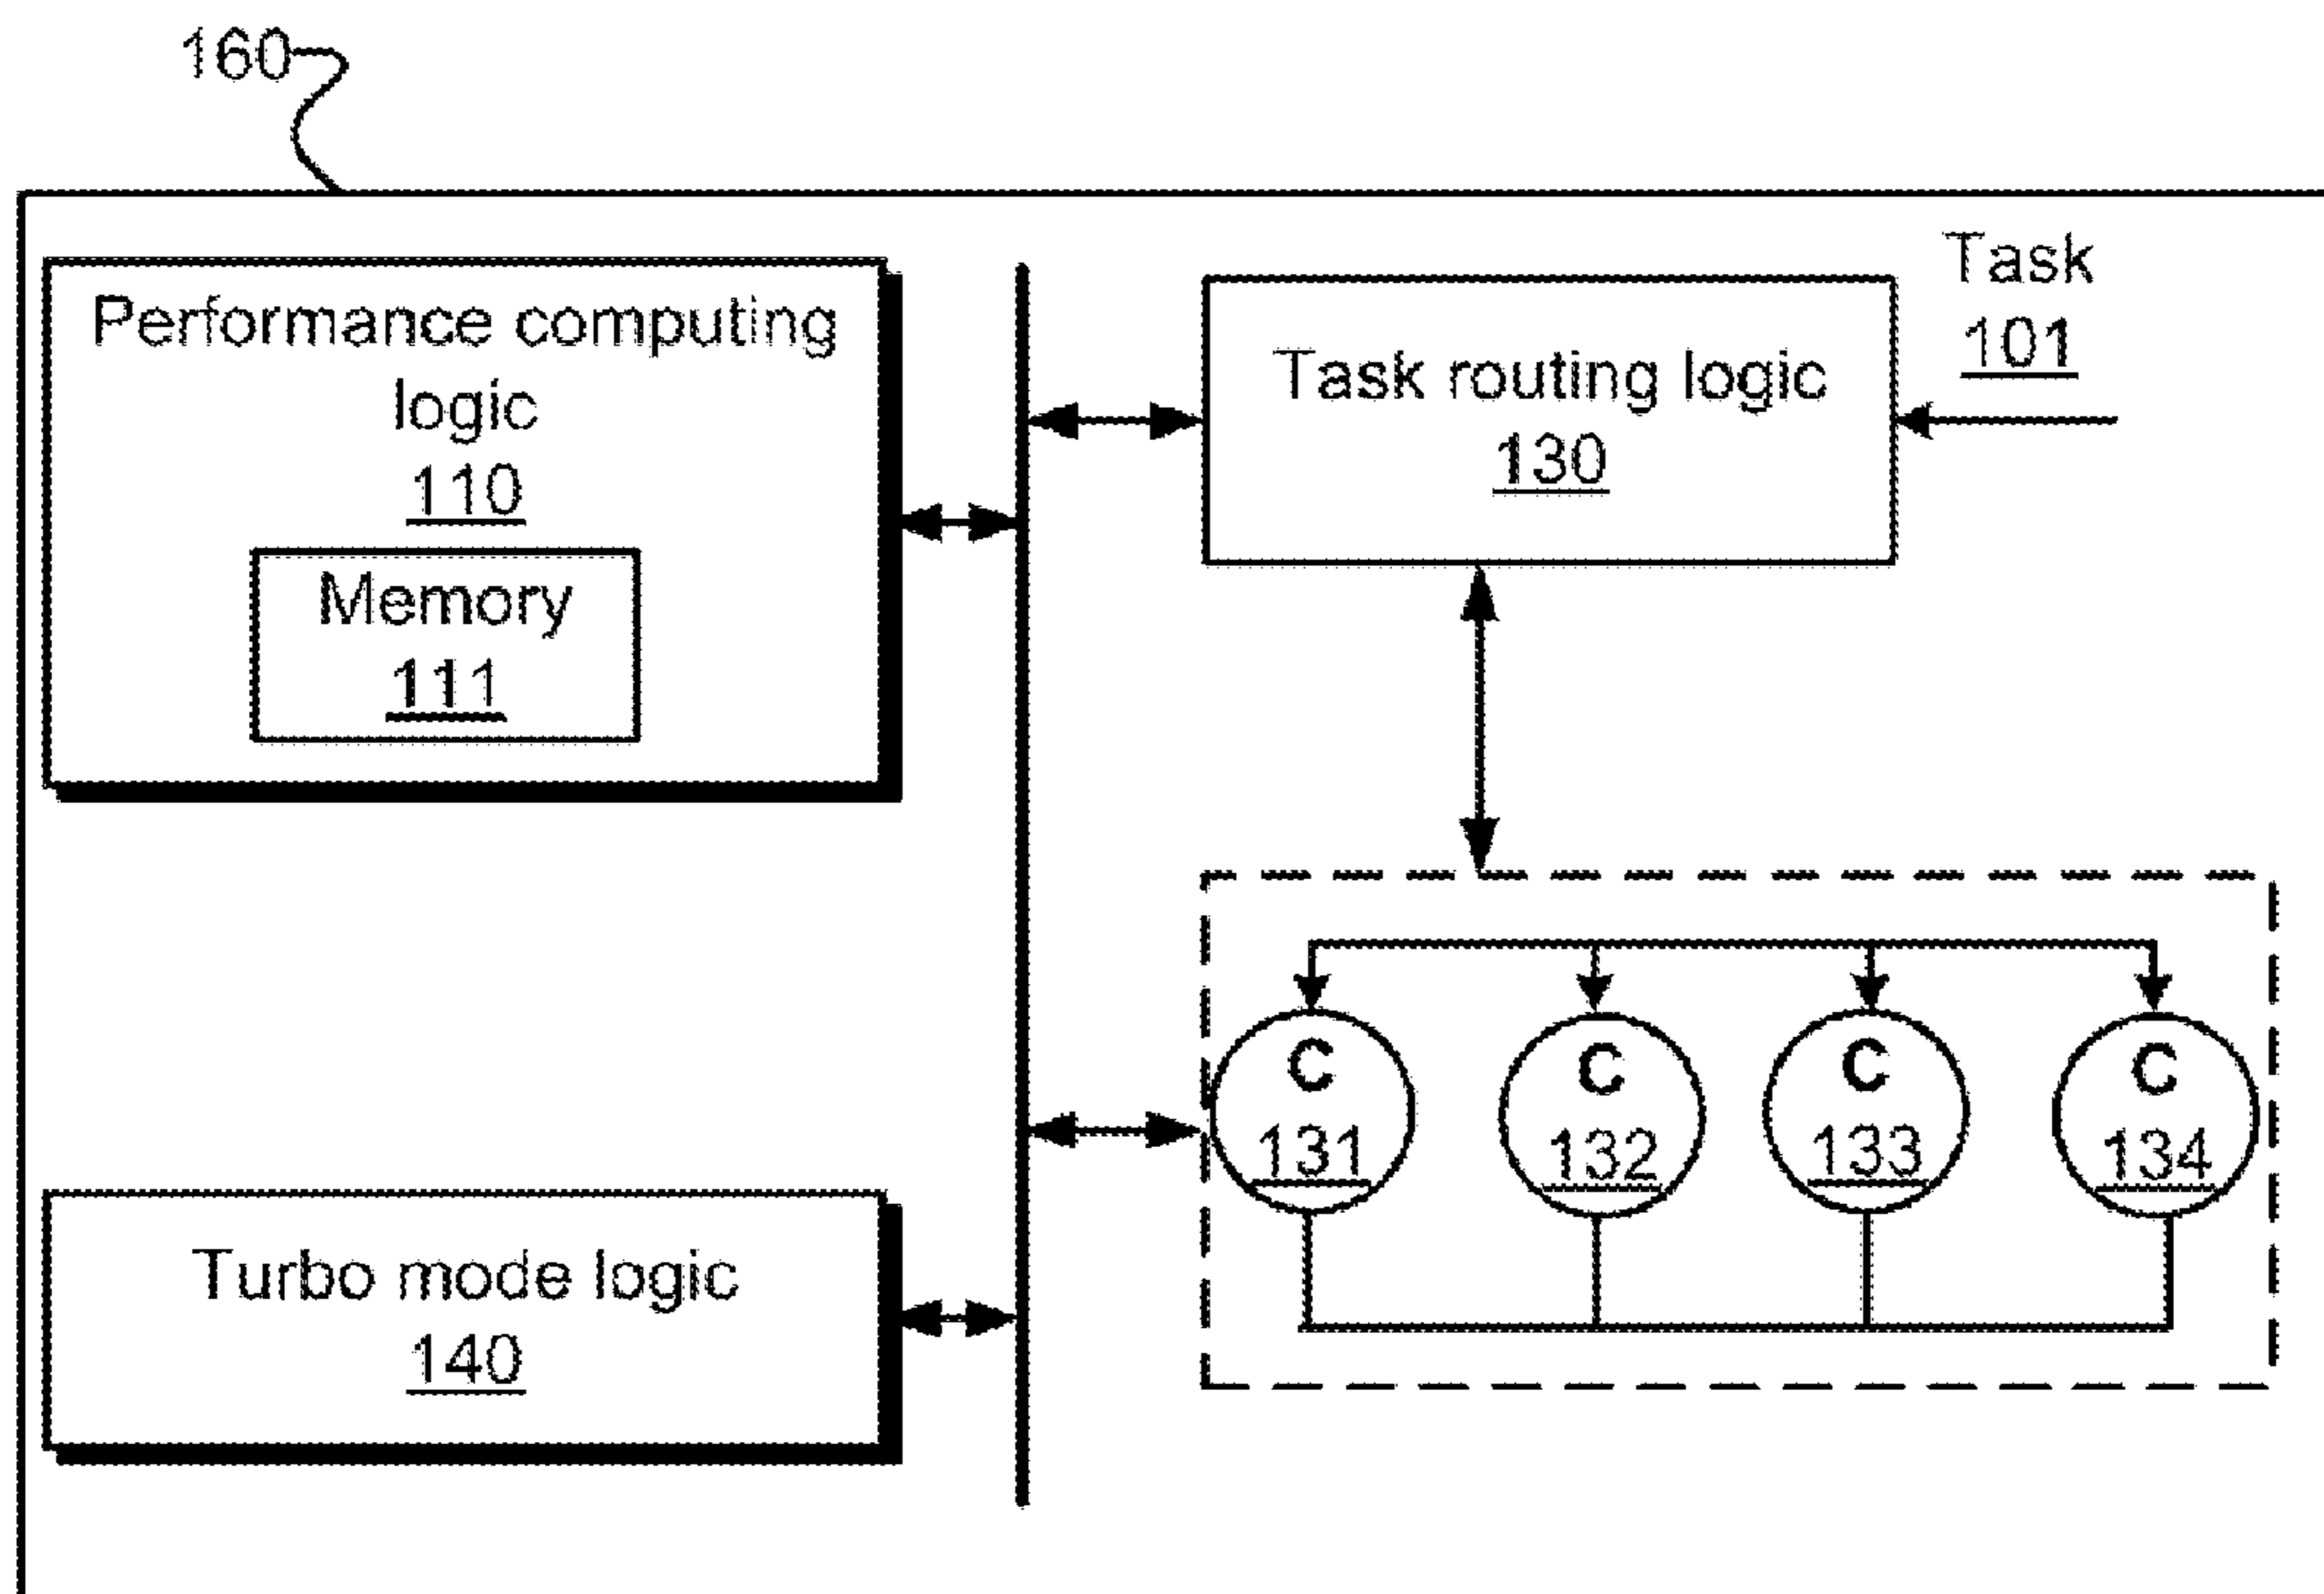 160
Performance computing
logic
110
Memory
111
Task
101
Task routing logic
130
C
131
C
132
C
133
C
134
Turbo mode logic
140